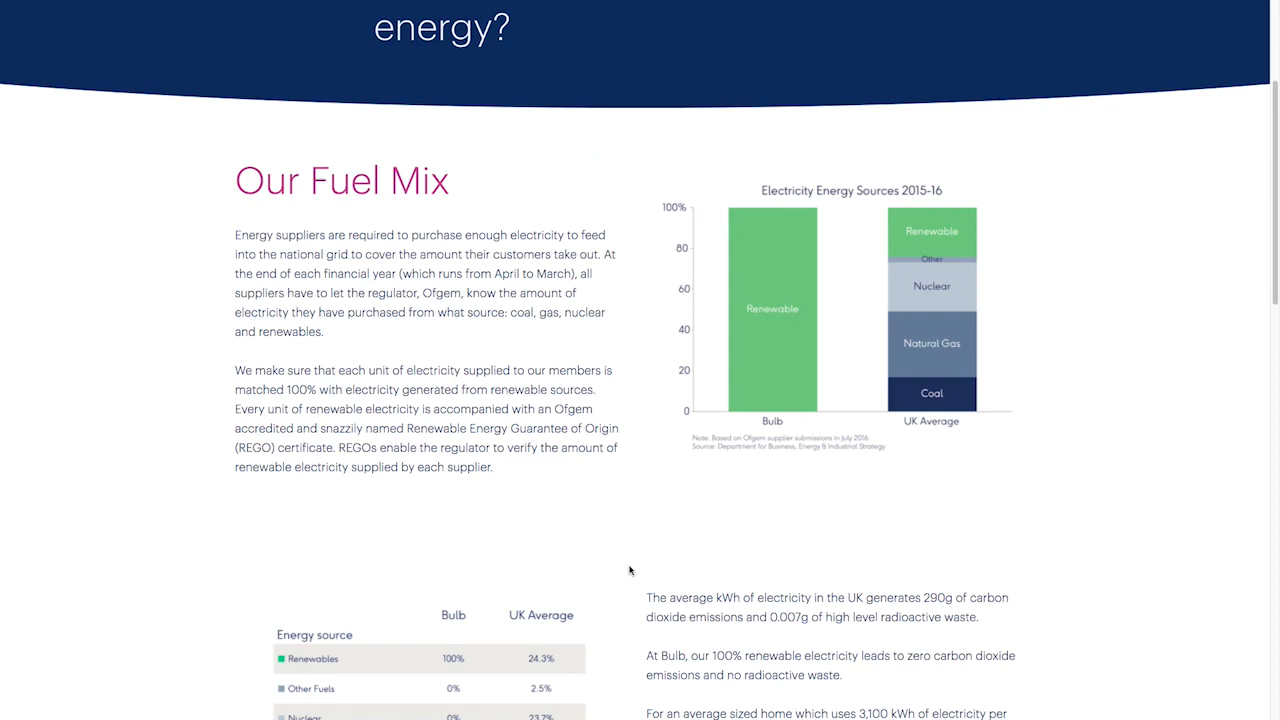 energy?
Our Fuel Mix
Energy suppliers are required to purchase enough electricity to feed
into the national grid to cover the amount their customers take out. At
the end of each financial year (which runs from April to March), all
suppliers have to let the regulator, Ofgem, know the amount of
electricity they have purchased from what source: coal, gas, nuclear
and renewables.
We make sure that each unit of electricity supplied to our members is
matched 100% with electricity generated from renewable sources.
Every unit of renewable electricity is accompanied with an Ofgem
accredited and snazzily named Renewable Energy Guarantee of Origin
(REGO) certificate. REGOs enable the regulator to verify the amount of
renewable electricity supplied by each supplier.
Electricity Energy Sources 2015-16
100%
80
60
40
20
0
Renewable
Renewable
Other
Nuclear
Natural Gas
Coal
Bulb
UK Average
Note: Based on Ofgem supplier submissions in July 2016
Source: Department for Business, Energy & Industrial Strategy
Bulb UK Average
Energy source
Renewables 100% 24.3%
Other Fuels 0% 2.5%
Nuclear 0% 23.7%
The average kWh of electricity in the UK generates 290g of carbon
dioxide emissions and 0.007g of high level radioactive waste.
At Bulb, our 100% renewable electricity leads to zero carbon dioxide
emissions and no radioactive waste.
For an average sized home which uses 3,100 kWh of electricity per